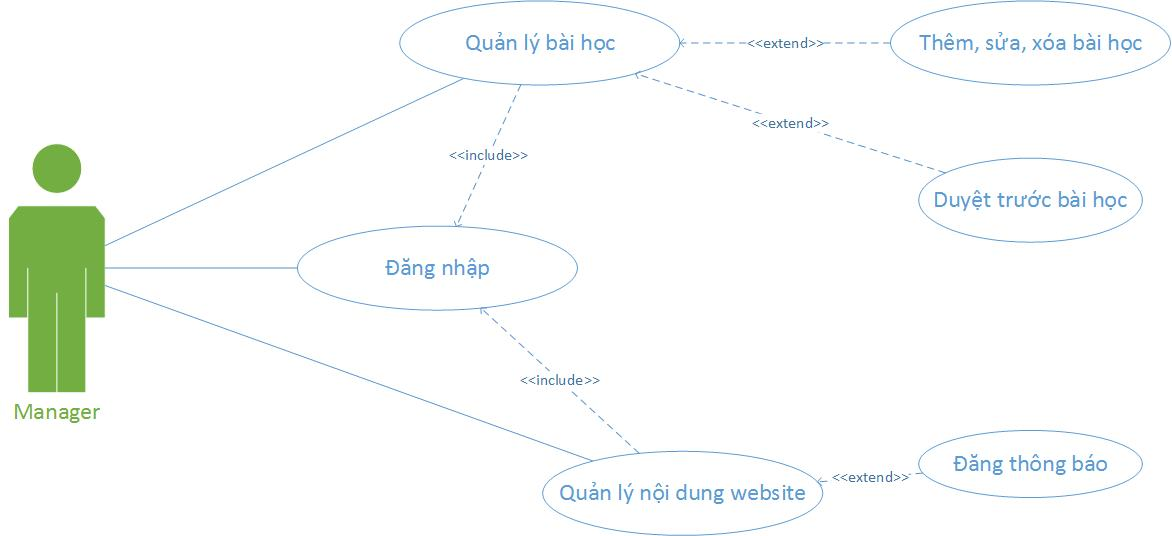 Quản lý bài học
<<extend>>
Thêm, sửa, xóa bài học
<<extend>>
<<include>>
Duyệt trước bài học
Đăng nhập
<<include>>
Manager
Đăng thông báo
<<extend>>
Quản lý nội dung website